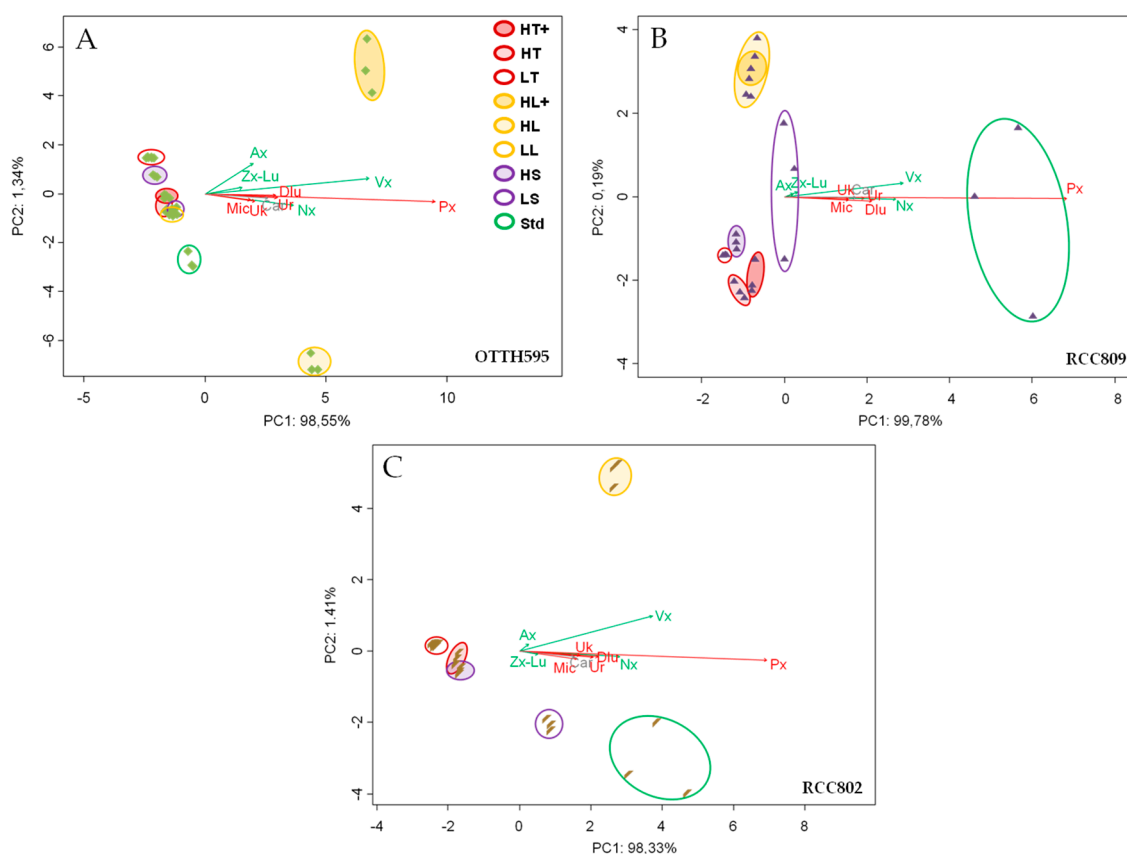 A
6
4
2
0
-2
-4
-6
PC2: 1,34%
-5
0
5
10
PC1: 98,55%
Ax
Zx-Lu
Vx
Dlu
Mic
Uk
Car
Ur
Nx
Px
HT+
HT
LT
HL+
HL
LL
HS
LS
Std
OTTH595
B
4
2
0
-2
-4
PC2: 0,19%
-2
0
2
4
6
8
PC1: 99,78%
Ax
Zx-Lu
Vx
Uk
Car
Ur
Px
Mic
Dlu
Nx
RCC809
C
4
2
0
-2
-4
PC2: 1.41%
-4
-2
0
2
4
6
8
PC1: 98,33%
Ax
Vx
Uk
Zx-Lu
Mic
Car
Dlu
Ur
Nx
Px
RCC802